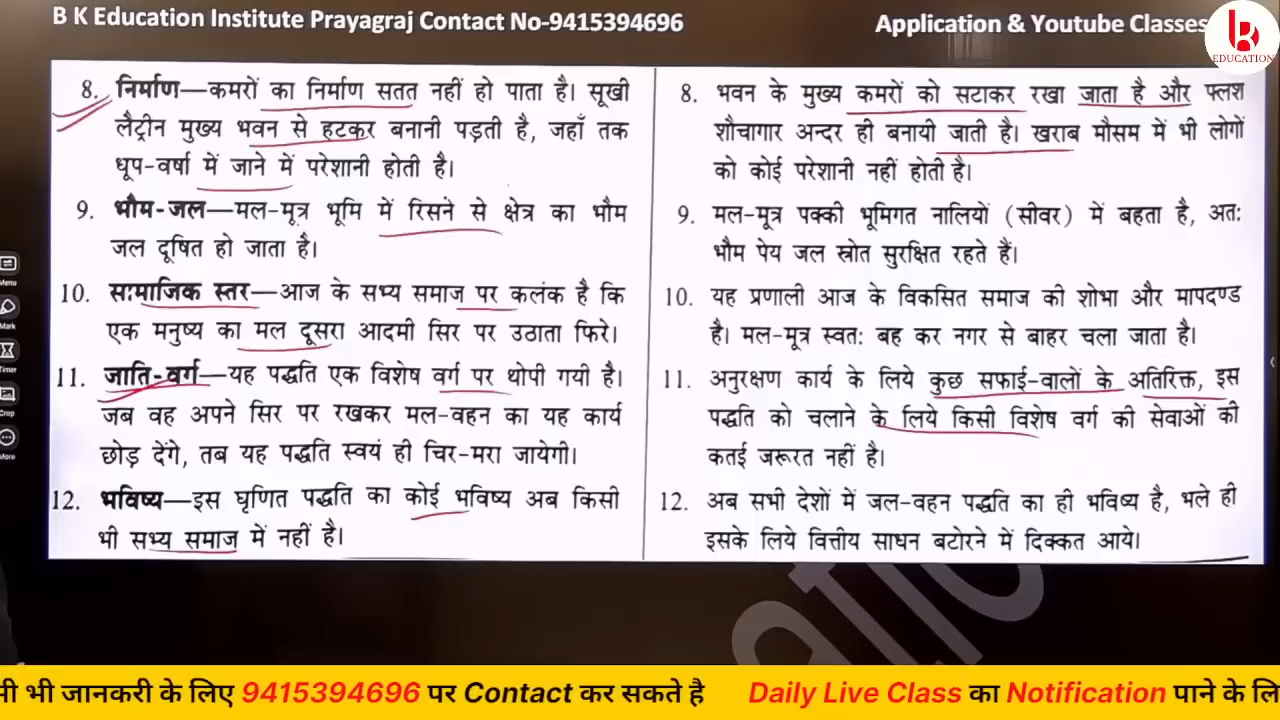 B K Education Institute Prayagraj Contact No-9415394696
Application & Youtube Classes
EDUCATION
8. निर्माण—कमरों का निर्माण सतत नहीं हो पाता है। सूखी
लैट्रीन मुख्य भवन से हटकर बनानी पड़ती है, जहाँ तक
धूप-वर्षा में जाने में परेशानी होती है।
9. भौम-जल—मल-मूत्र भूमि में रिसने से क्षेत्र का भौम
जल दूषित हो जाता है।
10. सामाजिक स्तर—आज के सभ्य समाज पर कलंक है कि
एक मनुष्य का मल दूसरा आदमी सिर पर उठाता फिरे।
11. जाति-वर्ग—यह पद्धति एक विशेष वर्ग पर थोपी गयी है।
जब वह अपने सिर पर रखकर मल-वहन का यह कार्य
छोड़ देंगे, तब यह पद्धति स्वयं ही चिर-मरा जायेगी।
12. भविष्य—इस घृणित पद्धति का कोई भविष्य अब किसी
भी सभ्य समाज में नहीं है।
8. भवन के मुख्य कमरों को सटाकर रखा जाता है और फ्लश
शौचागार अन्दर ही बनायी जाती है। खराब मौसम में भी लोगों
को कोई परेशानी नहीं होती है।
9. मल-मूत्र पक्की भूमिगत नालियों (सीवर) में बहता है, अतः
भौम पेय जल स्रोत सुरक्षित रहते हैं।
10. यह प्रणाली आज के विकसित समाज की शोभा और मापदण्ड
है। मल-मूत्र स्वतः बह कर नगर से बाहर चला जाता है।
11. अनुरक्षण कार्य के लिये कुछ सफाई-वालों के अतिरिक्त, इस
पद्धति को चलाने के लिये किसी विशेष वर्ग की सेवाओं की
कतई जरूरत नहीं है।
12. अब सभी देशों में जल-वहन पद्धति का ही भविष्य है, भले ही
इसके लिये वित्तीय साधन बटोरने में दिक्कत आये।
Menu
Mark
Timer
Crop
More
भी जानकरी के लिए 9415394696 पर Contact कर सकते है Daily Live Class का Notification पाने के लि